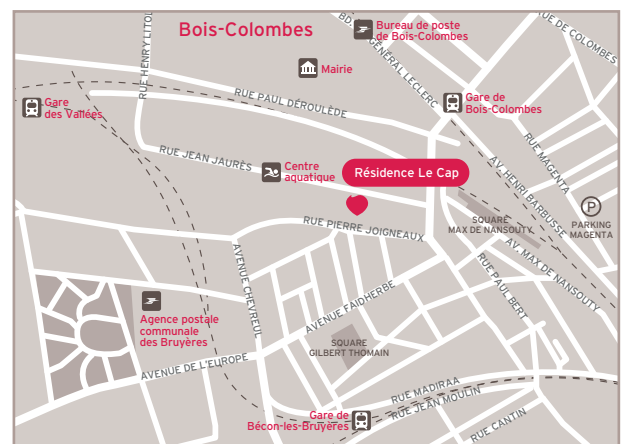 Bois-Colombes
Bureau de poste
de Bois-Colombes
RUE DE COLOMBES
BD. GÉNÉRAL LECLERC
RUE HENRY LITOL
Mairie
Gare
des Vallées
RUE PAUL DÉROULÈDE
Gare de
Bois-Colombes
RUE MAGENTA
RUE JEAN JAURÈS
Centre
aquatique
Résidence Le Cap
AV. HENRI BARBUSSE
P
PARKING
MAGENTA
RUE PIERRE JOIGNEAUX
SQUARE
MAX DE NANSOUTY
AV. MAX DE NANSOUTY
AVENUE CHEVREUL
RUE PAUL BERT
Agence postale
communale
des Bruyères
AVENUE FAIDHERBE
SQUARE
GILBERT THOMAIN
AVENUE DE L'EUROPE
RUE MADIRAA
RUE JEAN MOULIN
Gare de
Bécon-les-Bruyères
RUE CANTIN